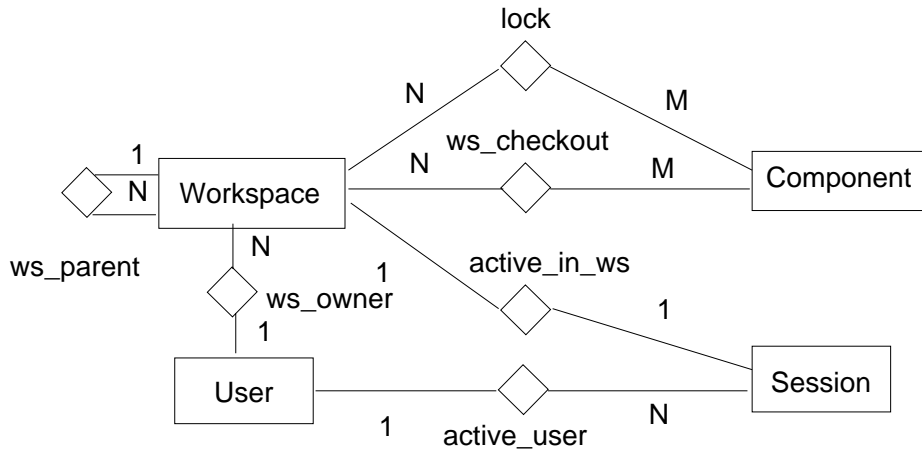 lock
N
M
ws_checkout
1
N
M
N
Workspace
Component
ws_parent
N
1
active_in_ws
ws_owner
1
1
User
Session
1
N
active_user